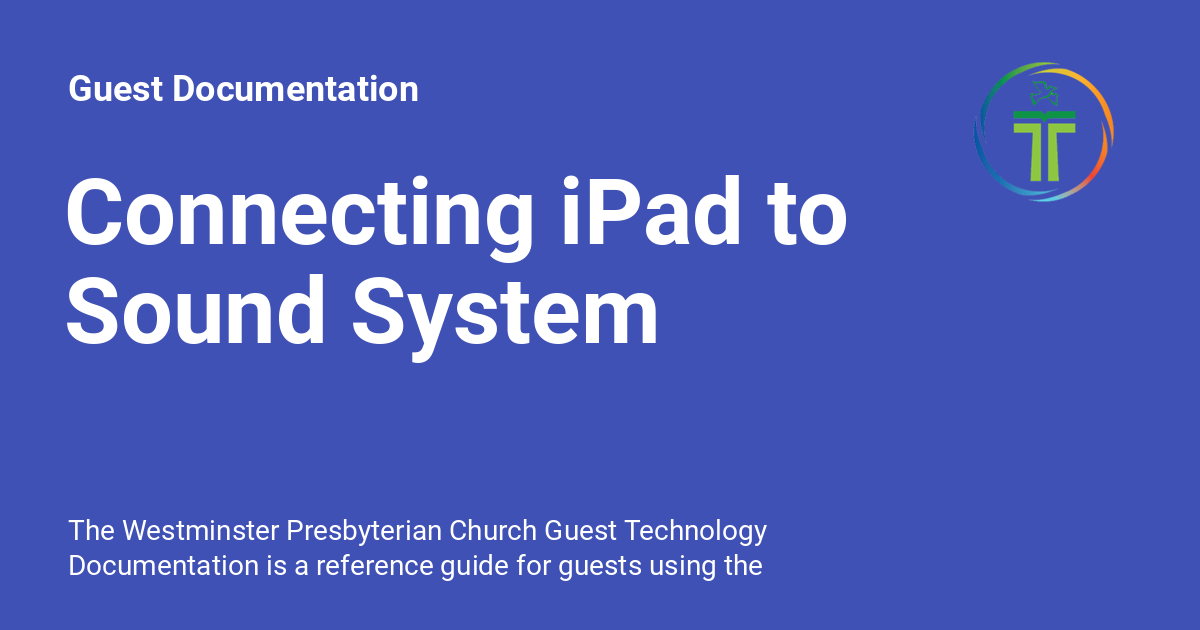 Guest Documentation
Connecting iPad to
Sound System
The Westminster Presbyterian Church Guest Technology
Documentation is a reference guide for guests using the